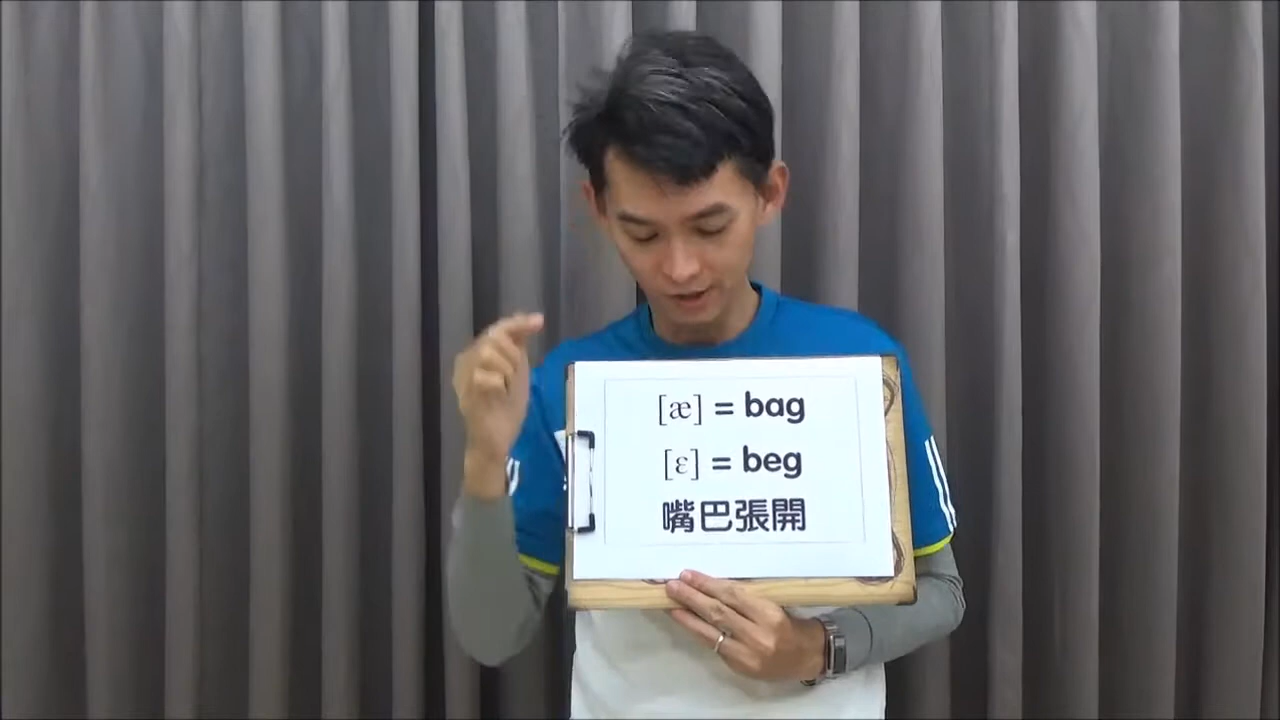 [æ] = bag
[ε] = beg
嘴巴張開